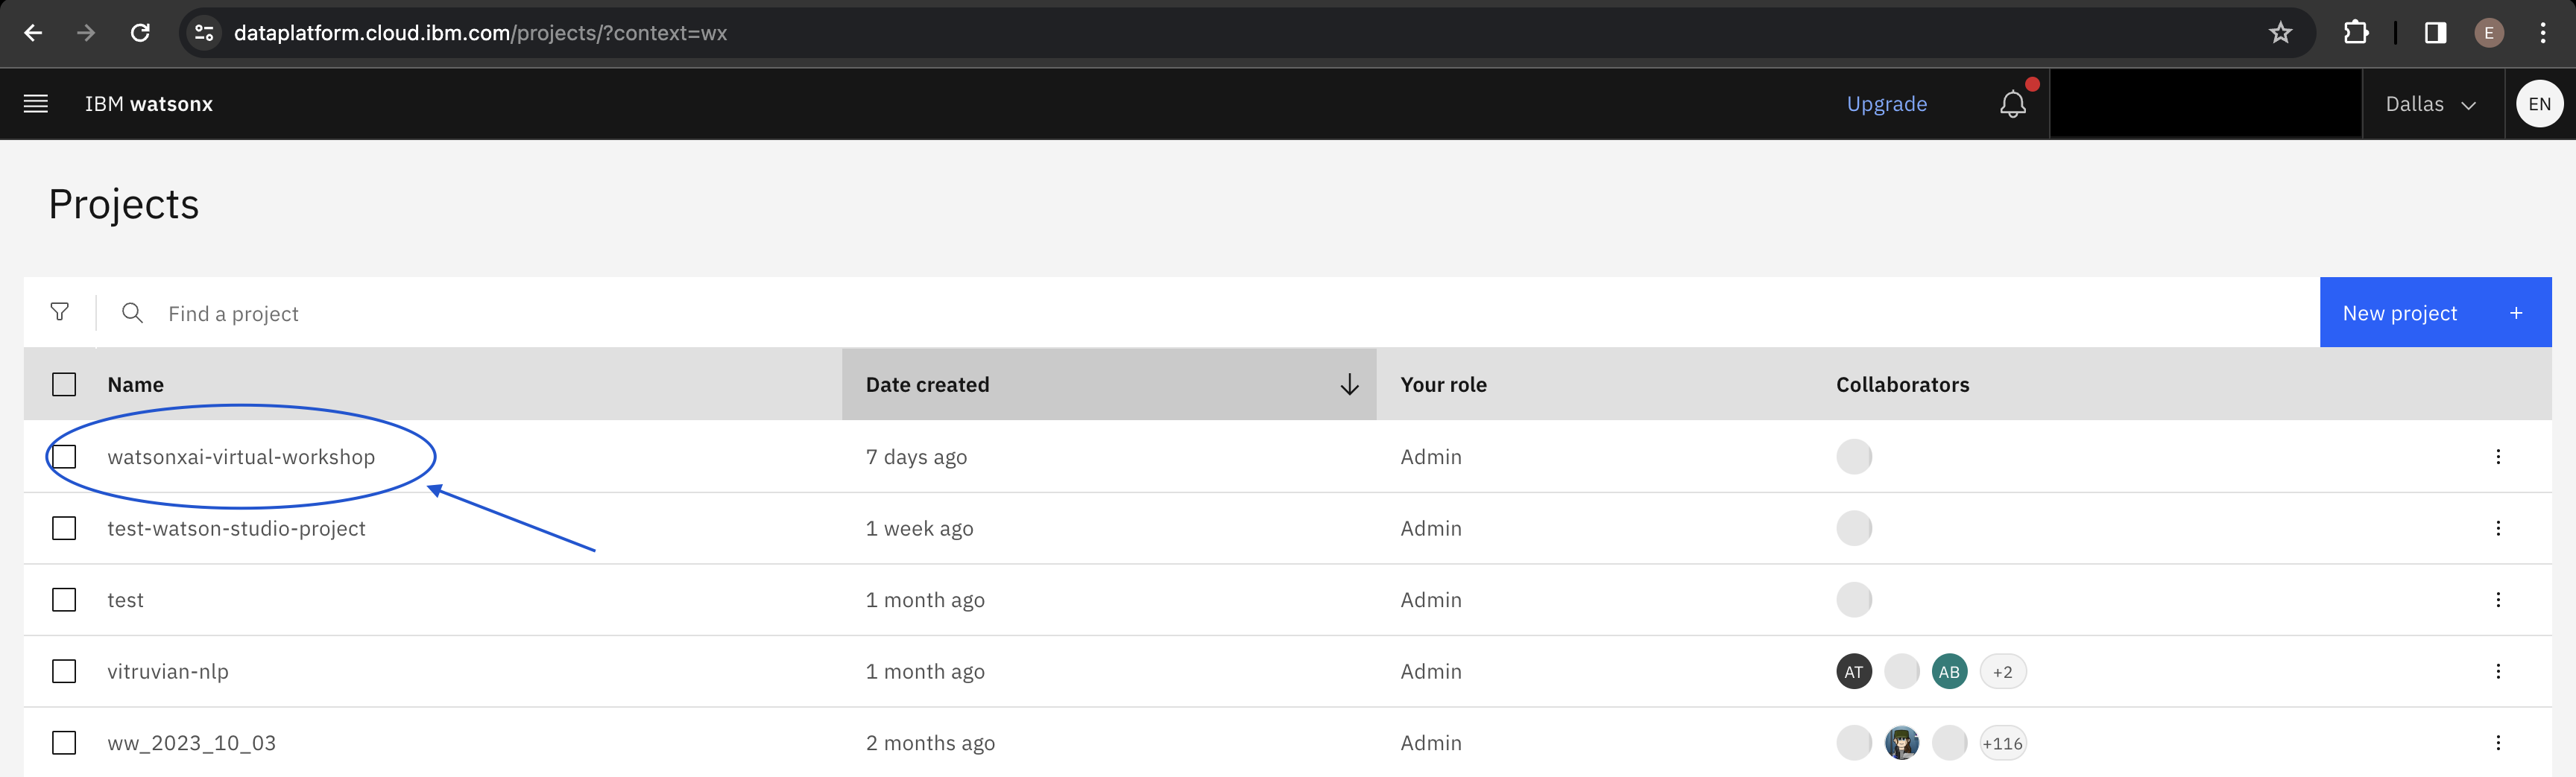 dataplatform.cloud.ibm.com/projects/?context=wx
E
IBM watsonx
Upgrade
Dallas
EN
Projects
Find a project
New project +
Name Date created Your role Collaborators
watsonxai-virtual-workshop 7 days ago Admin
test-watson-studio-project 1 week ago Admin
test 1 month ago Admin
vitruvian-nlp 1 month ago Admin AT AB +2
ww_2023_10_03 2 months ago Admin +116